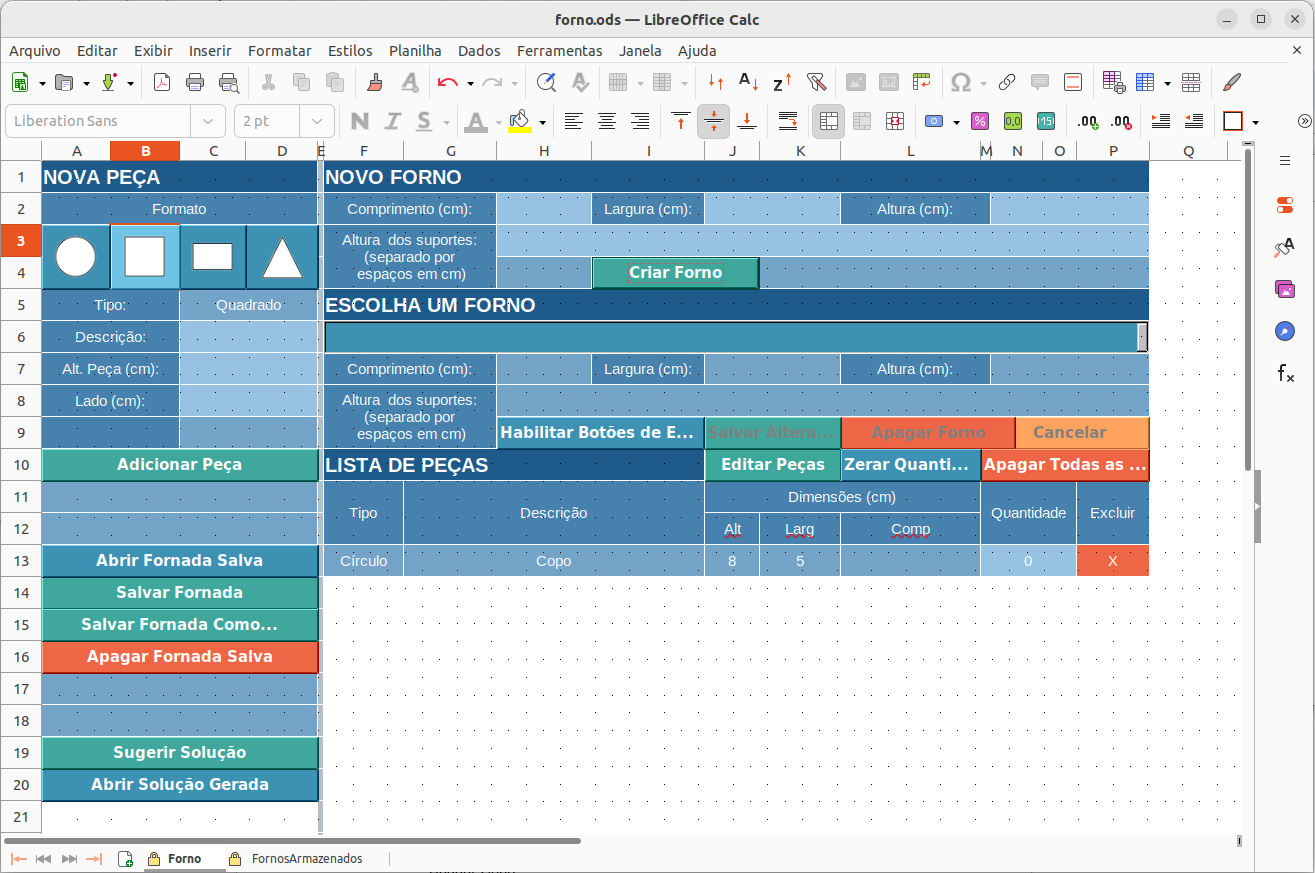 forno.ods — LibreOffice Calc
Arquivo Editar Exibir Inserir Formatar Estilos Planilha Dados Ferramentas Janela Ajuda
Liberation Sans 2 pt N I S A
A B C D E F G H I J K L M N O P Q
1 NOVA PEÇA NOVO FORNO
2 Formato Comprimento (cm): Largura (cm): Altura (cm):
3 Altura dos suportes:
(separado por
4 espaços em cm) Criar Forno
5 Tipo: Quadrado ESCOLHA UM FORNO
6 Descrição:
7 Alt. Peça (cm): Comprimento (cm): Largura (cm): Altura (cm):
8 Lado (cm): Altura dos suportes:
(separado por
9 espaços em cm) Habilitar Botões de E... Salvar Altera... Apagar Forno Cancelar
10 Adicionar Peça LISTA DE PEÇAS Editar Peças Zerar Quanti... Apagar Todas as ...
11 Dimensões (cm)
Tipo Descrição Quantidade Excluir
12 Alt Larg Comp
13 Abrir Fornada Salva Círculo Copo 8 5 0 X
14 Salvar Fornada
15 Salvar Fornada Como...
16 Apagar Fornada Salva
17
18
19 Sugerir Solução
20 Abrir Solução Gerada
21
Forno FornosArmazenados